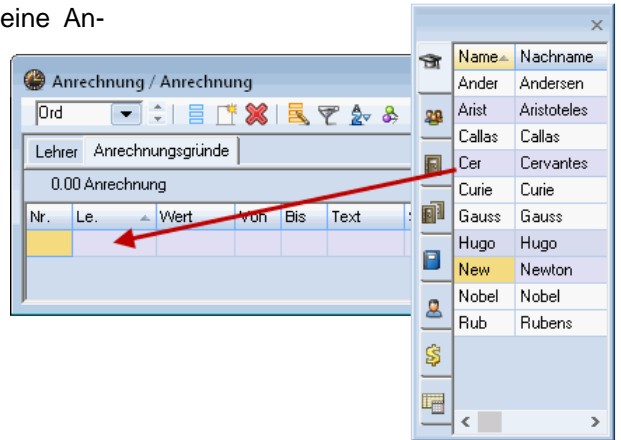 eine An-
Anrechnung / Anrechnung
Ord
Lehrer Anrechnungsgründe
0.00 Anrechnung
Nr. Le. Wert Von Bis Text
Name Nachname
Ander Andersen
Arist Aristoteles
Callas Callas
Cer Cervantes
Curie Curie
Gauss Gauss
Hugo Hugo
New Newton
Nobel Nobel
Rub Rubens